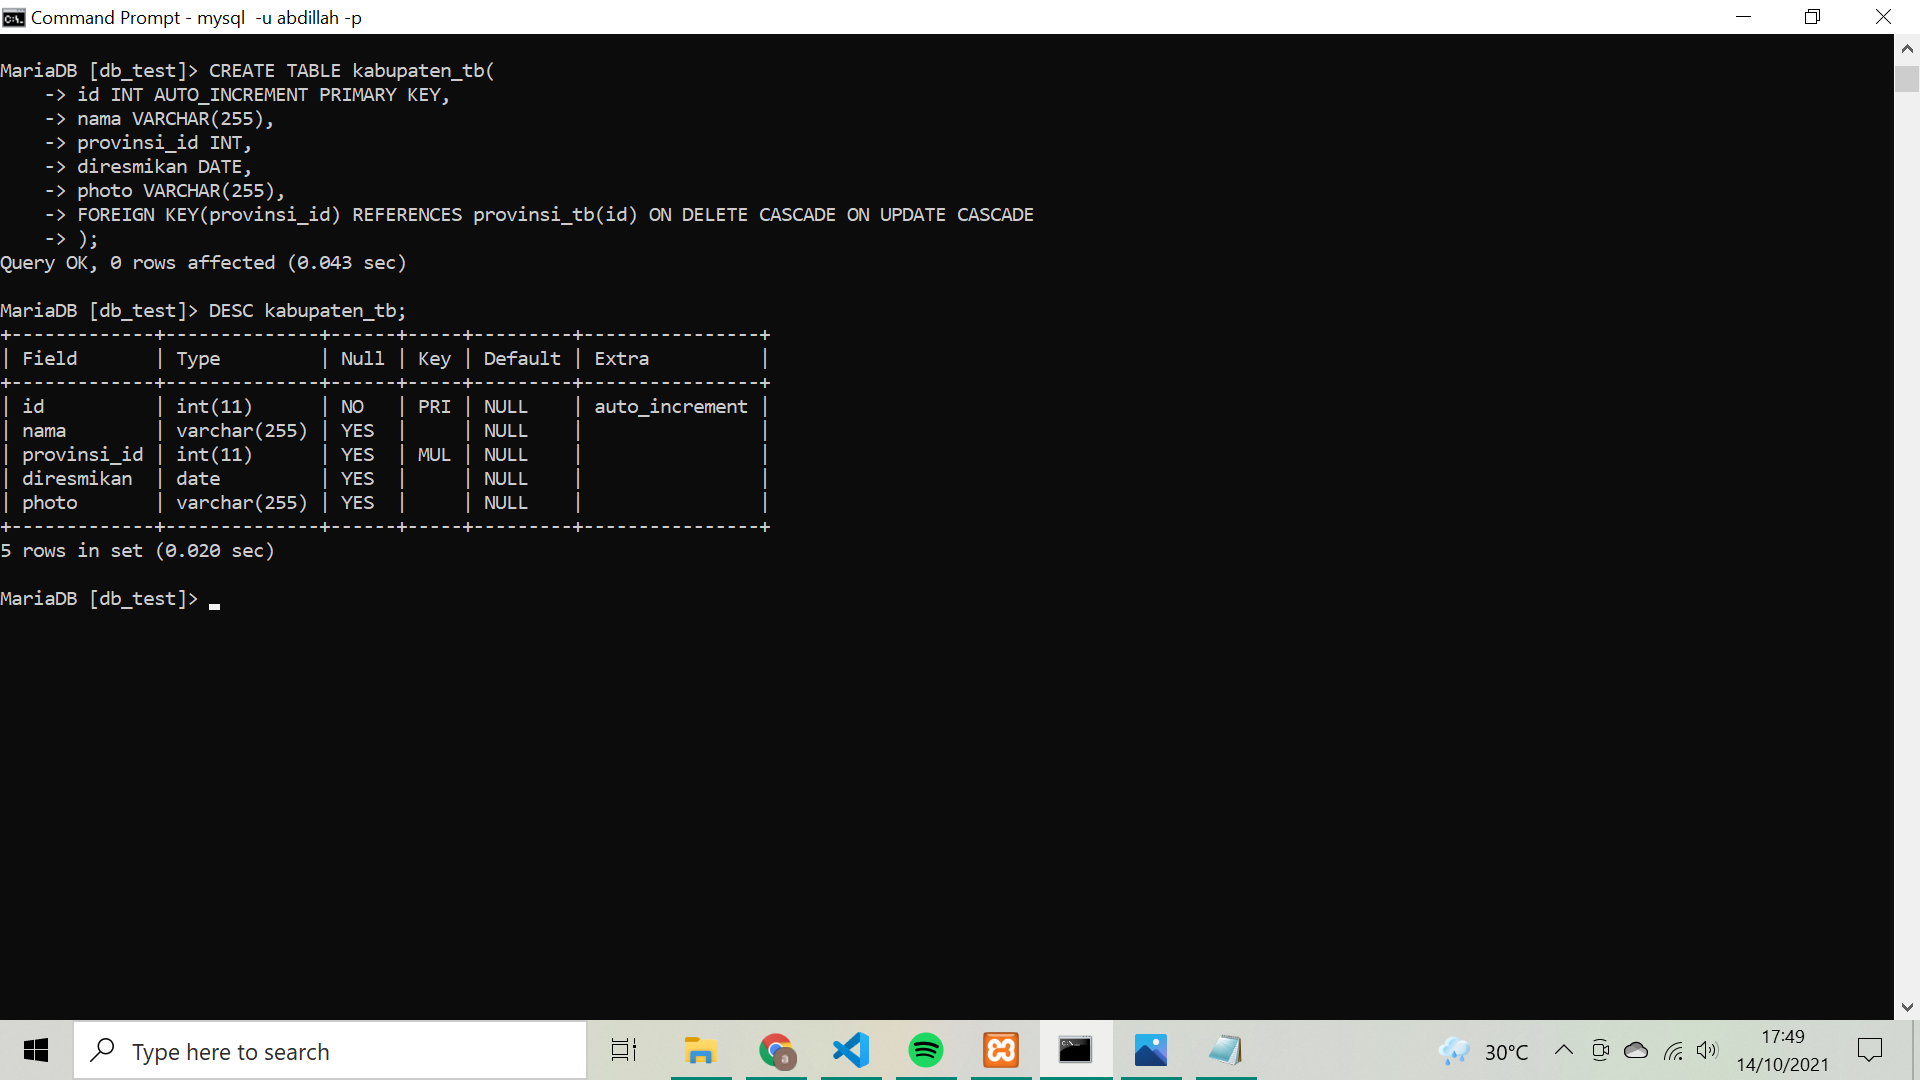 Command Prompt - mysql  -u abdillah -p
MariaDB [db_test]> CREATE TABLE kabupaten_tb(
    -> id INT AUTO_INCREMENT PRIMARY KEY,
    -> nama VARCHAR(255),
    -> provinsi_id INT,
    -> diresmikan DATE,
    -> photo VARCHAR(255),
    -> FOREIGN KEY(provinsi_id) REFERENCES provinsi_tb(id) ON DELETE CASCADE ON UPDATE CASCADE
    -> );
Query OK, 0 rows affected (0.043 sec)
MariaDB [db_test]> DESC kabupaten_tb;
+-------------+--------------+------+-----+---------+----------------+
| Field       | Type         | Null | Key | Default | Extra          |
+-------------+--------------+------+-----+---------+----------------+
| id          | int(11)      | NO   | PRI | NULL    | auto_increment |
| nama        | varchar(255) | YES  |     | NULL    |                |
| provinsi_id | int(11)      | YES  | MUL | NULL    |                |
| diresmikan  | date         | YES  |     | NULL    |                |
| photo       | varchar(255) | YES  |     | NULL    |                |
+-------------+--------------+------+-----+---------+----------------+
5 rows in set (0.020 sec)
MariaDB [db_test]>
Type here to search
a
30°C
17:49
14/10/2021